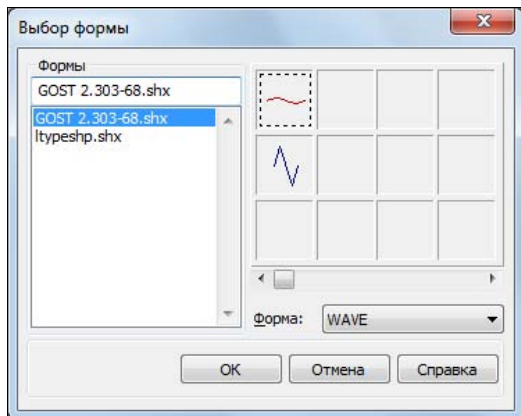 Выбор формы
Формы
GOST 2.303-68.shx
GOST 2.303-68.shx
ltypeshp.shx
Форма:
WAVE
OK
Отмена
Справка